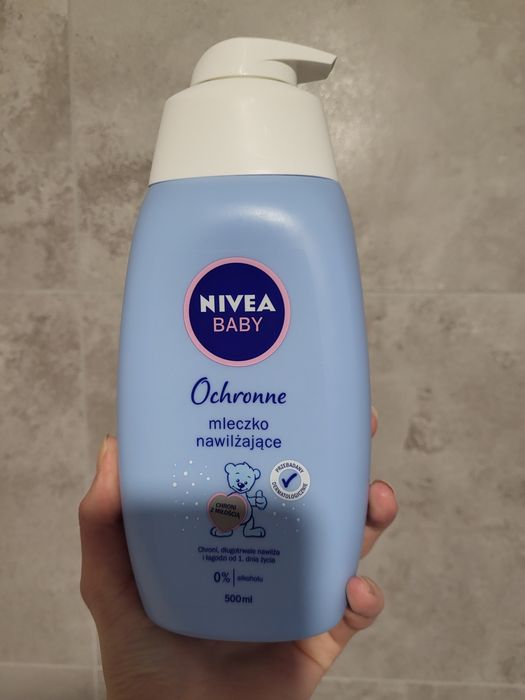 NIVEA
BABY
Ochronne
mleczko
nawilżające
PRZEBADANY
DERMATOLOGICZNIE
CHRONI
Z MIŁOŚCIĄ
Chroni, długotrwale nawilża
i łagodzi od 1. dnia życia
0% alkoholu
500ml